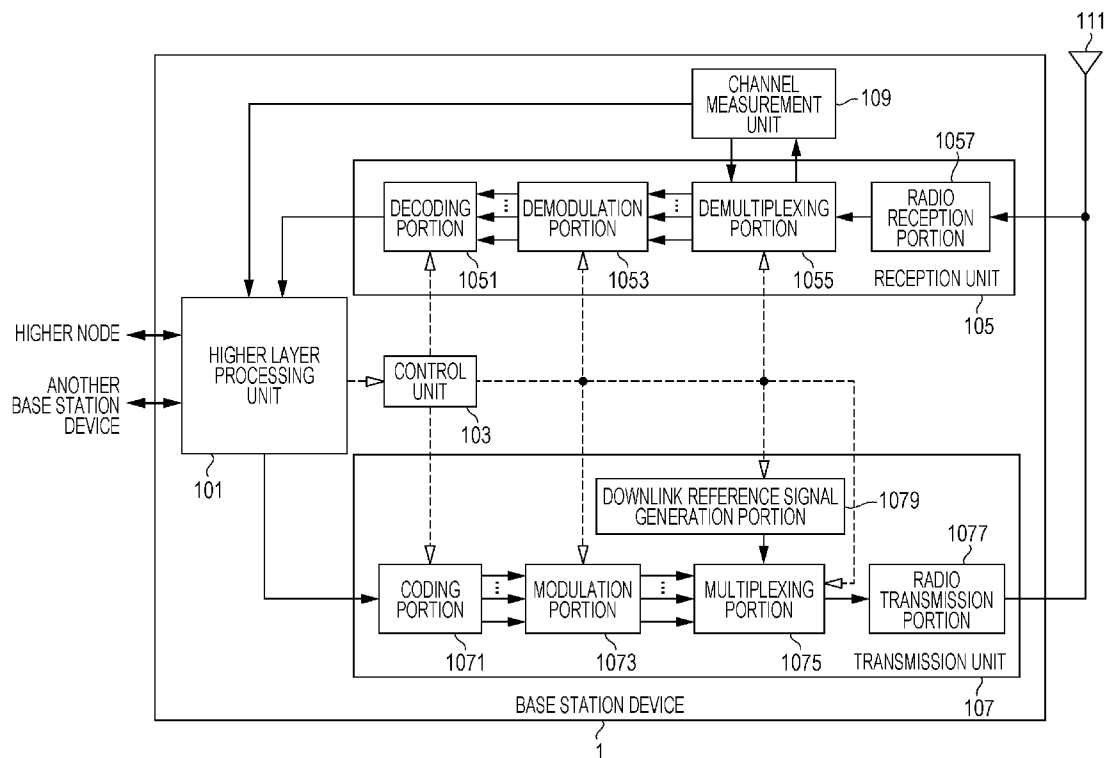 111
CHANNEL
MEASUREMENT
UNIT
109
1057
DECODING
PORTION
1051
DEMODULATION
PORTION
1053
DEMULTIPLEXING
PORTION
1055
RADIO
RECEPTION
PORTION
RECEPTION UNIT
105
HIGHER NODE
ANOTHER
BASE STATION
DEVICE
HIGHER LAYER
PROCESSING
UNIT
101
CONTROL
UNIT
103
DOWNLINK REFERENCE SIGNAL
GENERATION PORTION
1079
1077
CODING
PORTION
1071
MODULATION
PORTION
1073
MULTIPLEXING
PORTION
1075
RADIO
TRANSMISSION
PORTION
TRANSMISSION UNIT
107
BASE STATION DEVICE
1